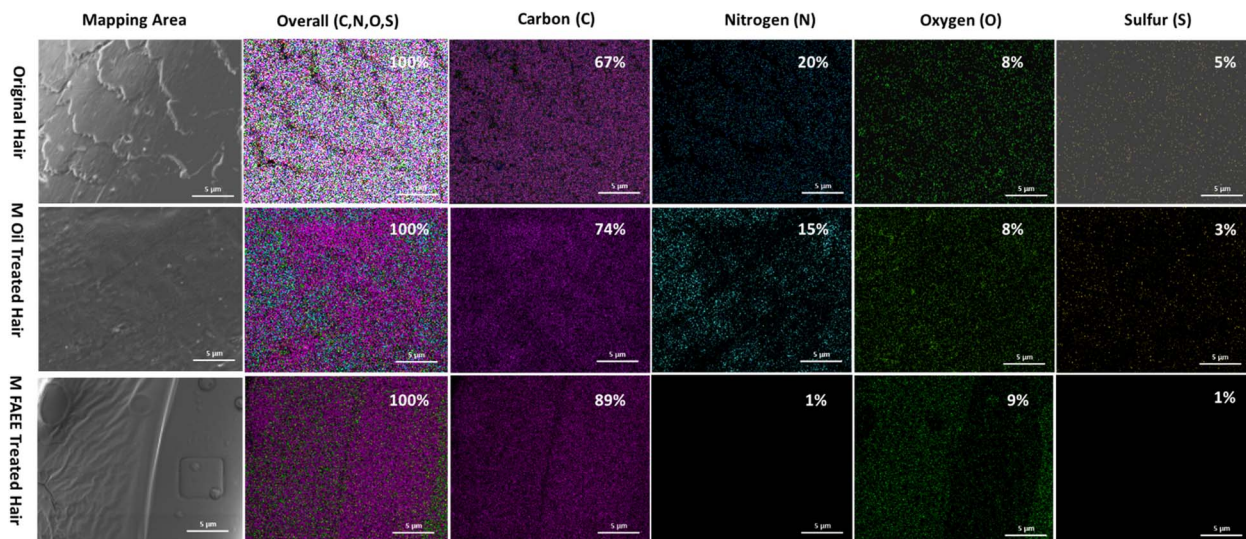 Mapping Area Overall (C,N,O,S) Carbon (C) Nitrogen (N) Oxygen (O) Sulfur (S)
Original Hair
100% 67% 20% 8% 5%
5 µm 5 µm 5 µm 5 µm 5 µm 5 µm
M Oil Treated Hair
100% 74% 15% 8% 3%
5 µm 5 µm 5 µm 5 µm 5 µm 5 µm
M FAEE Treated Hair
100% 89% 1% 9% 1%
5 µm 5 µm 5 µm 5 µm 5 µm 5 µm